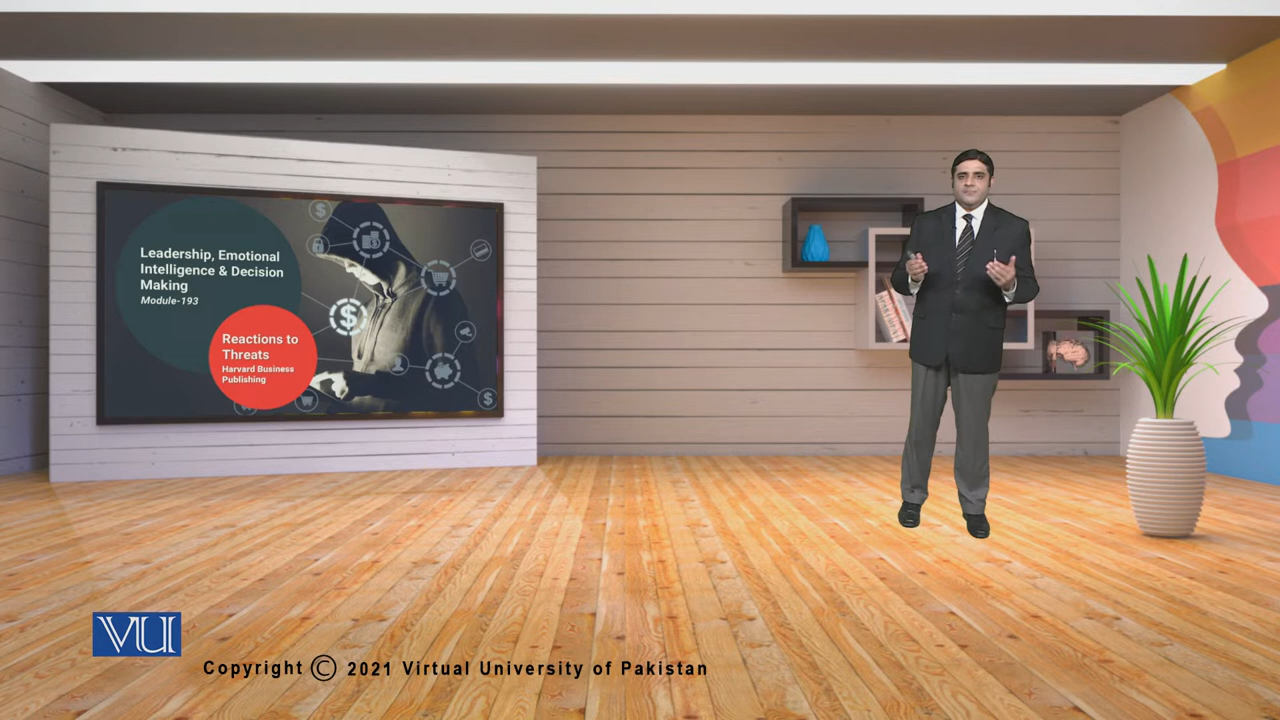 Leadership, Emotional
Intelligence & Decision
Making
Module-193
Reactions to
Threats
Harvard Business
Publishing
VU
Copyright © 2021 Virtual University of Pakistan